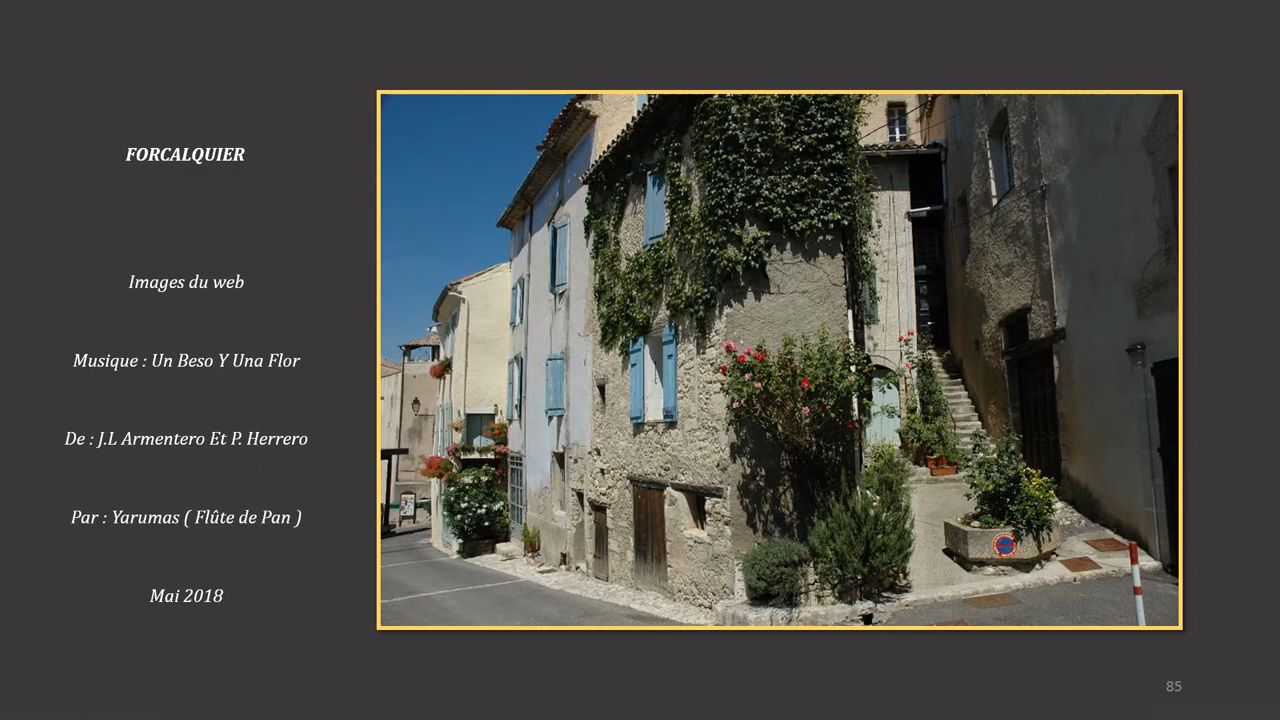 FORCALQUIER
Images du web
Musique : Un Beso Y Una Flor
De : J.L Armentero Et P. Herrero
Par : Yarumas ( Flûte de Pan )
Mai 2018
85